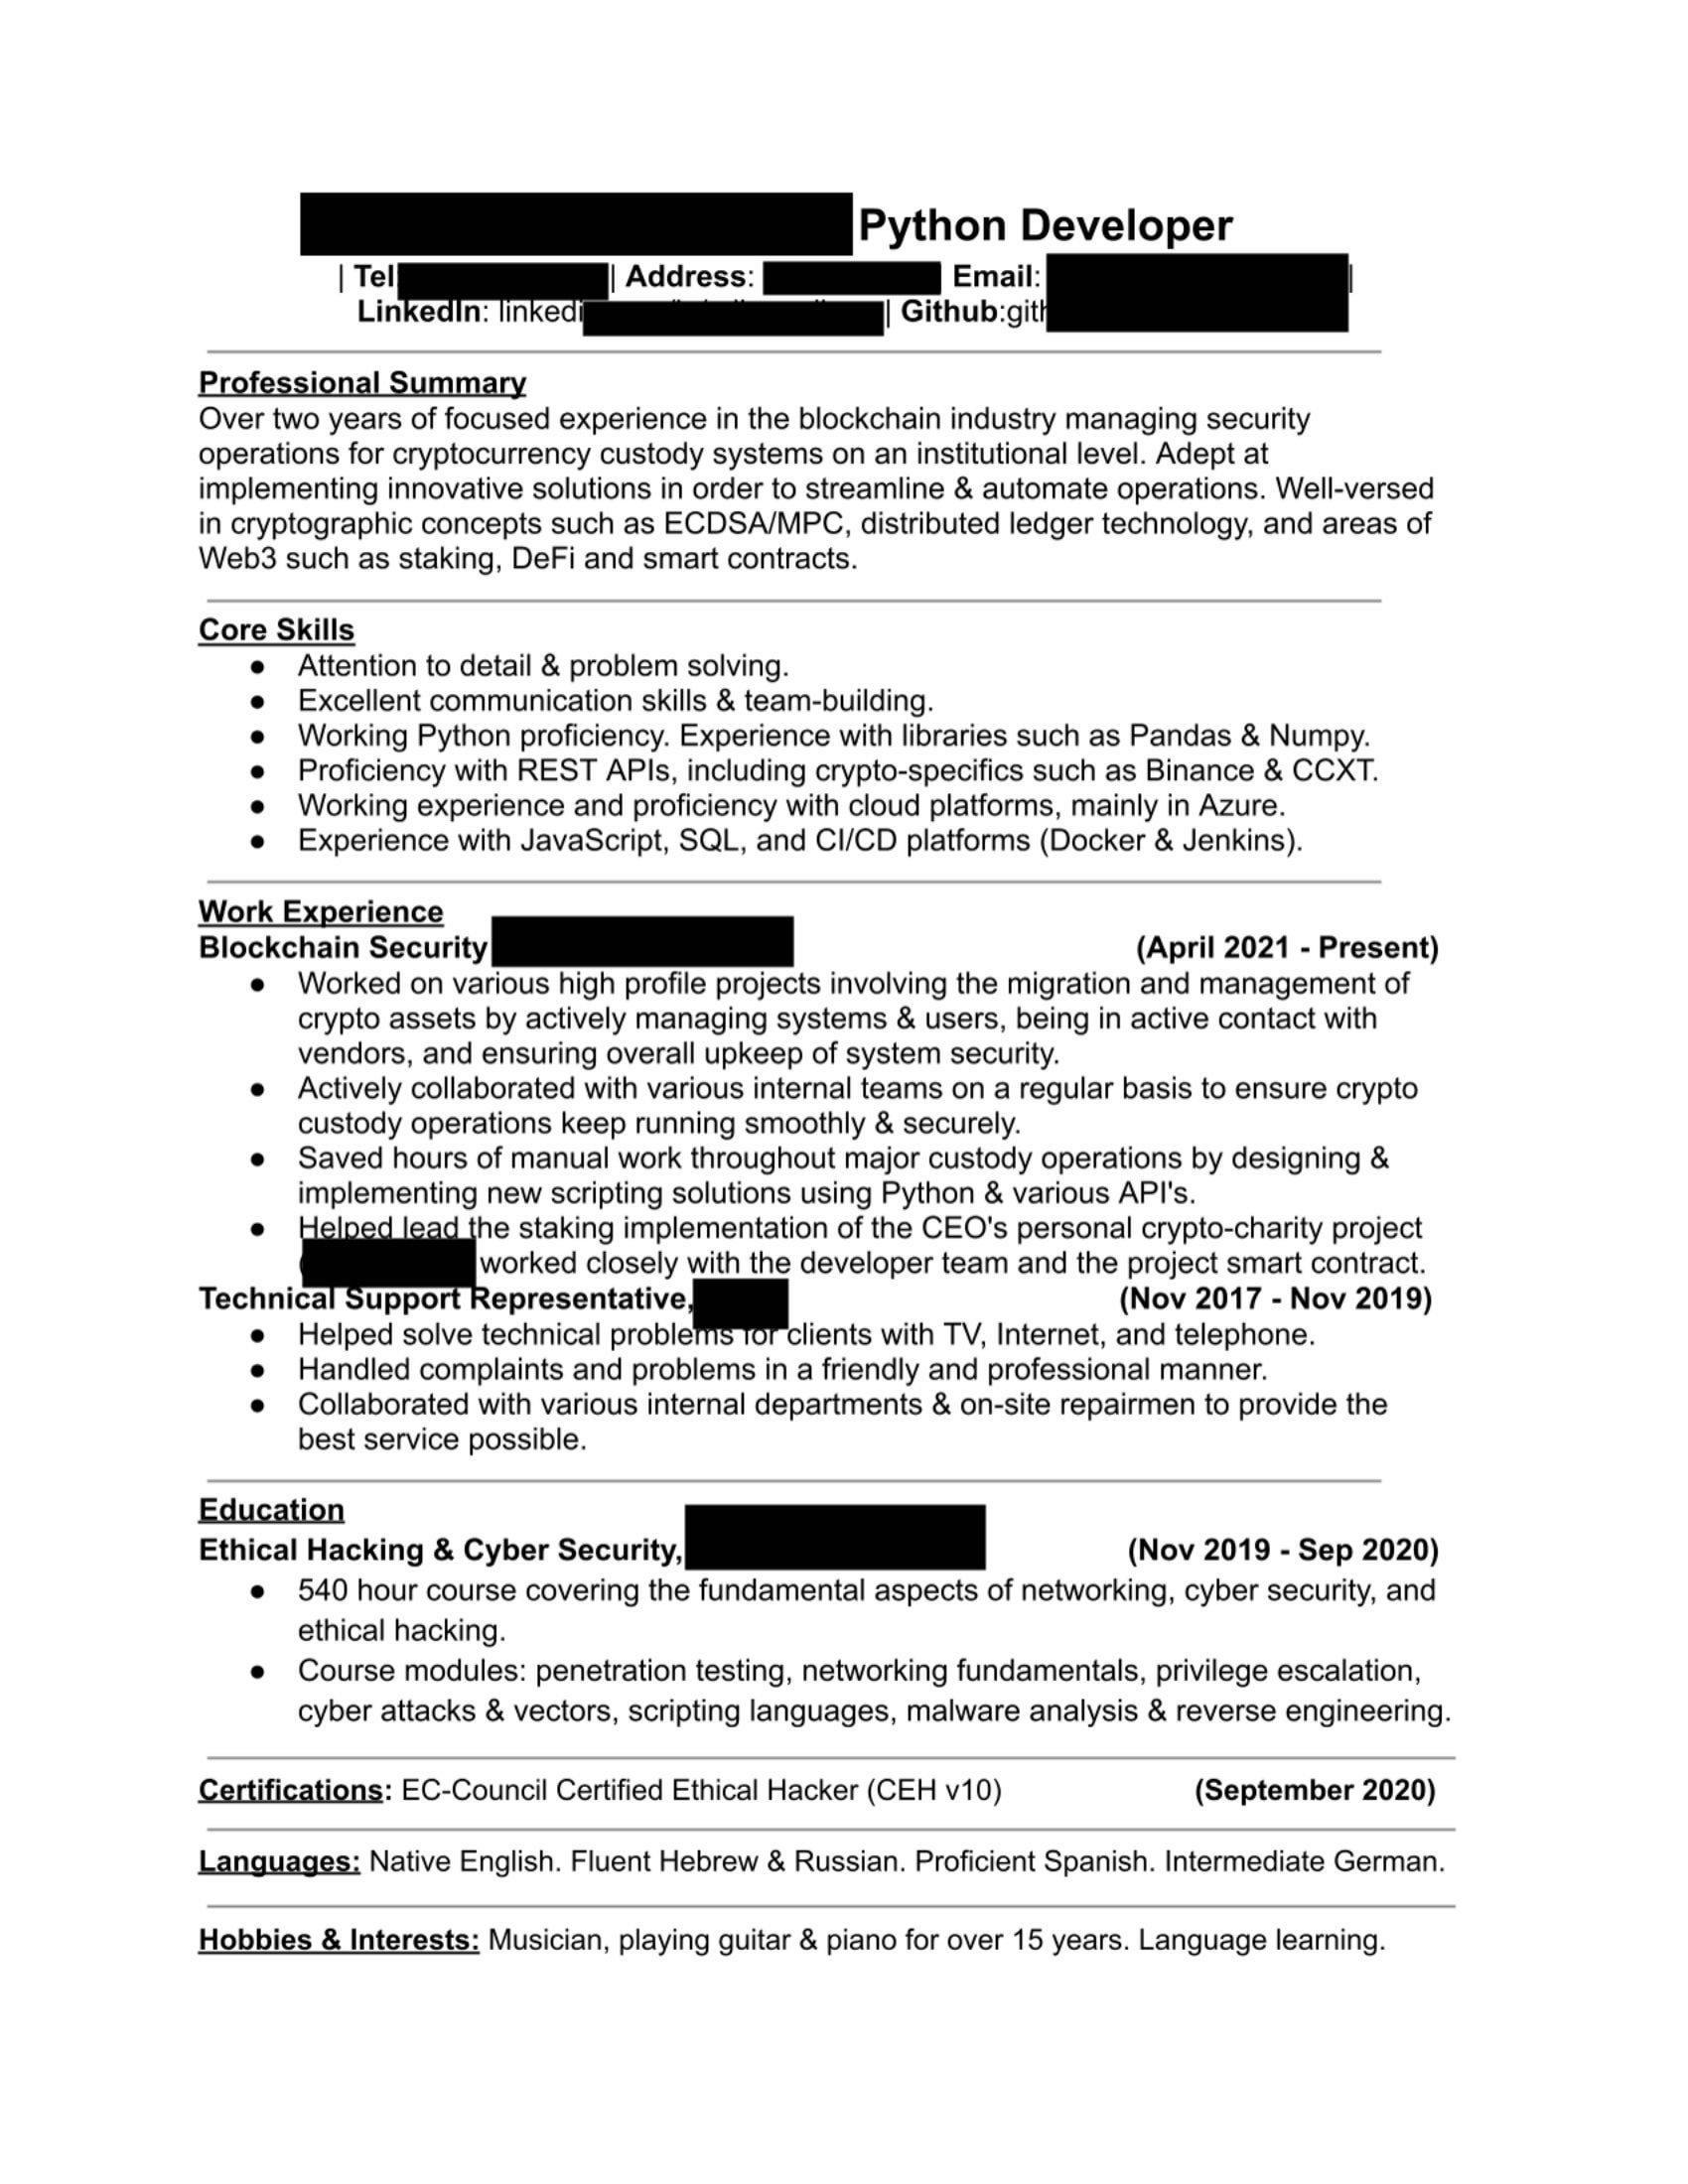 Python Developer
| Tel | Address: Email: |
LinkedIn: linkedi | Github:gith
Professional Summary
Over two years of focused experience in the blockchain industry managing security
operations for cryptocurrency custody systems on an institutional level. Adept at
implementing innovative solutions in order to streamline & automate operations. Well-versed
in cryptographic concepts such as ECDSA/MPC, distributed ledger technology, and areas of
Web3 such as staking, DeFi and smart contracts.
Core Skills
● Attention to detail & problem solving.
● Excellent communication skills & team-building.
● Working Python proficiency. Experience with libraries such as Pandas & Numpy.
● Proficiency with REST APIs, including crypto-specifics such as Binance & CCXT.
● Working experience and proficiency with cloud platforms, mainly in Azure.
● Experience with JavaScript, SQL, and CI/CD platforms (Docker & Jenkins).
Work Experience
Blockchain Security (April 2021 - Present)
● Worked on various high profile projects involving the migration and management of
crypto assets by actively managing systems & users, being in active contact with
vendors, and ensuring overall upkeep of system security.
● Actively collaborated with various internal teams on a regular basis to ensure crypto
custody operations keep running smoothly & securely.
● Saved hours of manual work throughout major custody operations by designing &
implementing new scripting solutions using Python & various API's.
● Helped lead the staking implementation of the CEO's personal crypto-charity project
( worked closely with the developer team and the project smart contract.
Technical Support Representative, (Nov 2017 - Nov 2019)
● Helped solve technical problems for clients with TV, Internet, and telephone.
● Handled complaints and problems in a friendly and professional manner.
● Collaborated with various internal departments & on-site repairmen to provide the
best service possible.
Education
Ethical Hacking & Cyber Security, (Nov 2019 - Sep 2020)
● 540 hour course covering the fundamental aspects of networking, cyber security, and
ethical hacking.
● Course modules: penetration testing, networking fundamentals, privilege escalation,
cyber attacks & vectors, scripting languages, malware analysis & reverse engineering.
Certifications: EC-Council Certified Ethical Hacker (CEH v10) (September 2020)
Languages: Native English. Fluent Hebrew & Russian. Proficient Spanish. Intermediate German.
Hobbies & Interests: Musician, playing guitar & piano for over 15 years. Language learning.